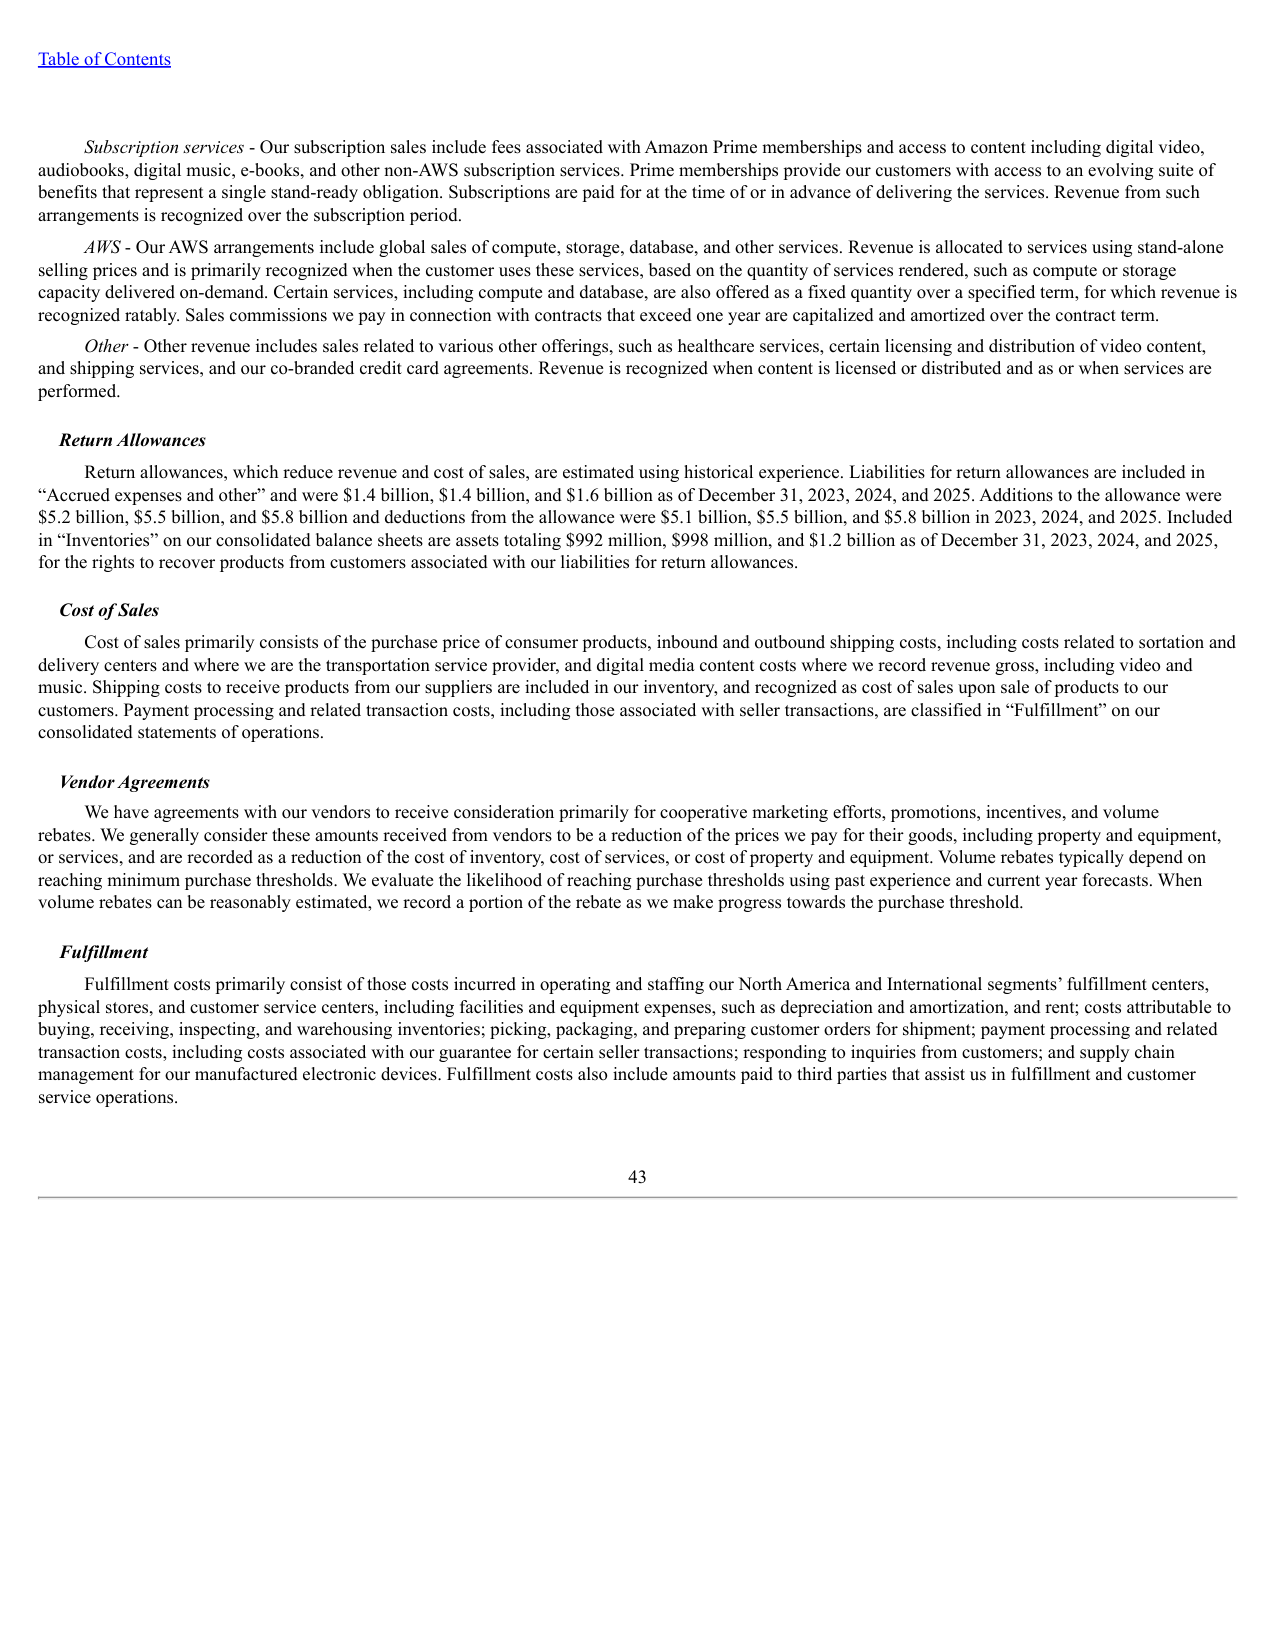 Table of Contents
Subscription services - Our subscription sales include fees associated with Amazon Prime memberships and access to content including digital video,
audiobooks, digital music, e-books, and other non-AWS subscription services. Prime memberships provide our customers with access to an evolving suite of
benefits that represent a single stand-ready obligation. Subscriptions are paid for at the time of or in advance of delivering the services. Revenue from such
arrangements is recognized over the subscription period.
AWS - Our AWS arrangements include global sales of compute, storage, database, and other services. Revenue is allocated to services using stand-alone
selling prices and is primarily recognized when the customer uses these services, based on the quantity of services rendered, such as compute or storage
capacity delivered on-demand. Certain services, including compute and database, are also offered as a fixed quantity over a specified term, for which revenue is
recognized ratably. Sales commissions we pay in connection with contracts that exceed one year are capitalized and amortized over the contract term.
Other - Other revenue includes sales related to various other offerings, such as healthcare services, certain licensing and distribution of video content,
and shipping services, and our co-branded credit card agreements. Revenue is recognized when content is licensed or distributed and as or when services are
performed.
Return Allowances
Return allowances, which reduce revenue and cost of sales, are estimated using historical experience. Liabilities for return allowances are included in
“Accrued expenses and other” and were $1.4 billion, $1.4 billion, and $1.6 billion as of December 31, 2023, 2024, and 2025. Additions to the allowance were
$5.2 billion, $5.5 billion, and $5.8 billion and deductions from the allowance were $5.1 billion, $5.5 billion, and $5.8 billion in 2023, 2024, and 2025. Included
in “Inventories” on our consolidated balance sheets are assets totaling $992 million, $998 million, and $1.2 billion as of December 31, 2023, 2024, and 2025,
for the rights to recover products from customers associated with our liabilities for return allowances.
Cost of Sales
Cost of sales primarily consists of the purchase price of consumer products, inbound and outbound shipping costs, including costs related to sortation and
delivery centers and where we are the transportation service provider, and digital media content costs where we record revenue gross, including video and
music. Shipping costs to receive products from our suppliers are included in our inventory, and recognized as cost of sales upon sale of products to our
customers. Payment processing and related transaction costs, including those associated with seller transactions, are classified in “Fulfillment” on our
consolidated statements of operations.
Vendor Agreements
We have agreements with our vendors to receive consideration primarily for cooperative marketing efforts, promotions, incentives, and volume
rebates. We generally consider these amounts received from vendors to be a reduction of the prices we pay for their goods, including property and equipment,
or services, and are recorded as a reduction of the cost of inventory, cost of services, or cost of property and equipment. Volume rebates typically depend on
reaching minimum purchase thresholds. We evaluate the likelihood of reaching purchase thresholds using past experience and current year forecasts. When
volume rebates can be reasonably estimated, we record a portion of the rebate as we make progress towards the purchase threshold.
Fulfillment
Fulfillment costs primarily consist of those costs incurred in operating and staffing our North America and International segments’ fulfillment centers,
physical stores, and customer service centers, including facilities and equipment expenses, such as depreciation and amortization, and rent; costs attributable to
buying, receiving, inspecting, and warehousing inventories; picking, packaging, and preparing customer orders for shipment; payment processing and related
transaction costs, including costs associated with our guarantee for certain seller transactions; responding to inquiries from customers; and supply chain
management for our manufactured electronic devices. Fulfillment costs also include amounts paid to third parties that assist us in fulfillment and customer
service operations.
43